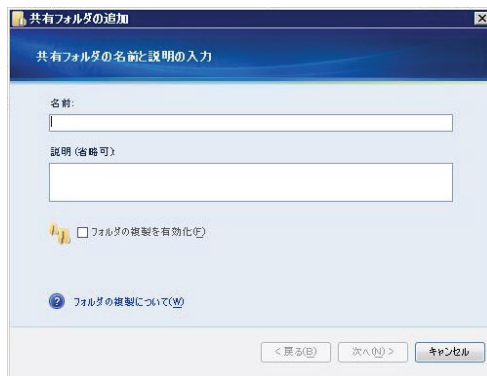 共有フォルダの追加
共有フォルダの名前と説明の入力
名前:
説明 (省略可):
フォルダの複製を有効化(F)
フォルダの複製について(W)
< 戻る(B)
次へ(N) >
キャンセル